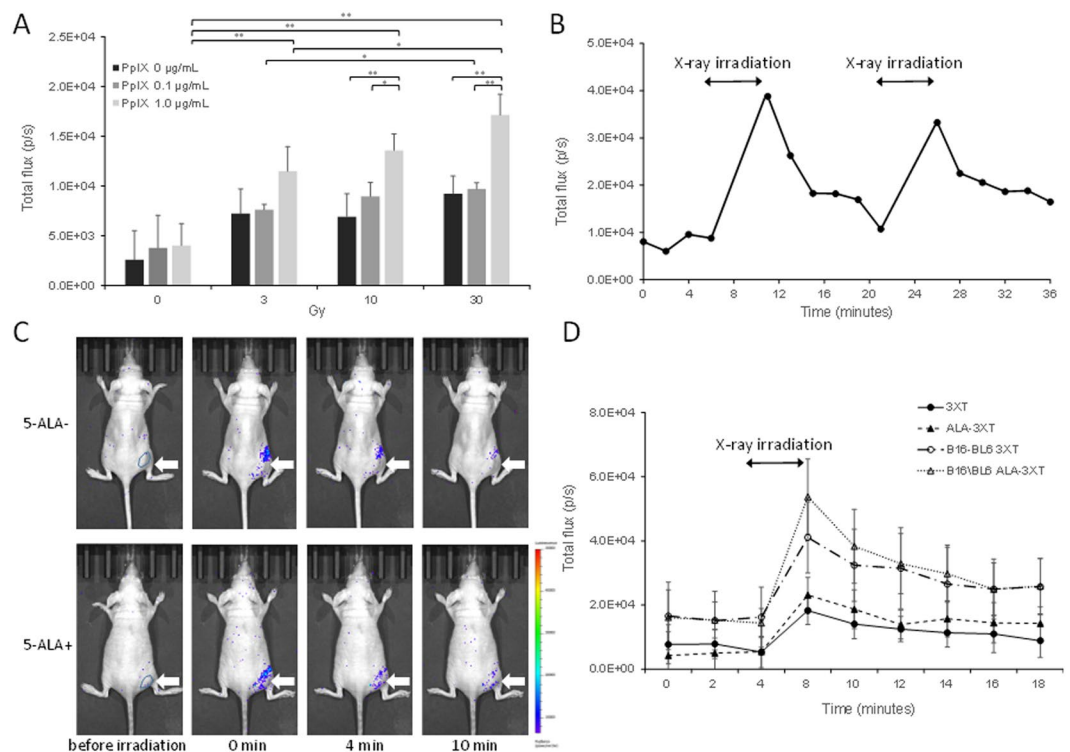 A
** 
**
**
*
*
**
*
**
**
2.5E+04
2.0E+04
1.5E+04
1.0E+04
5.0E+03
0.0E+00
Total flux (p/s)
PpIX 0 µg/mL
PpIX 0.1 µg/mL
PpIX 1.0 µg/mL
0 3 10 30
Gy
B
5.0E+04
4.0E+04
3.0E+04
2.0E+04
1.0E+04
0.0E+00
Total flux (p/s)
X-ray irradiation X-ray irradiation
0 4 8 12 16 20 24 28 32 36
Time (minutes)
C
5-ALA-
5-ALA+
before irradiation 0 min 4 min 10 min
D
8.0E+04
6.0E+04
4.0E+04
2.0E+04
0.0E+00
Total flux (p/s)
X-ray irradiation
3XT
ALA-3XT
B16-BL6 3XT
B16\BL6 ALA-3XT
0 2 4 8 10 12 14 16 18
Time (minutes)